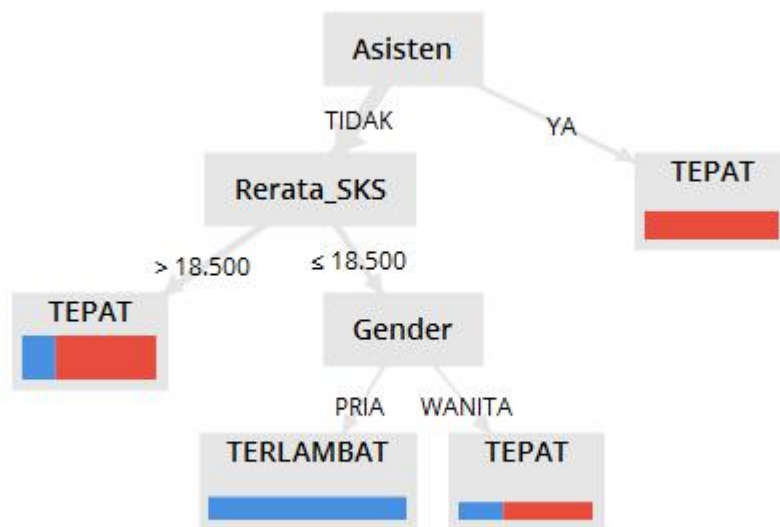 Asisten
TIDAK
YA
Rerata_SKS
TEPAT
> 18.500
≤ 18.500
TEPAT
Gender
PRIA
WANITA
TERLAMBAT
TEPAT